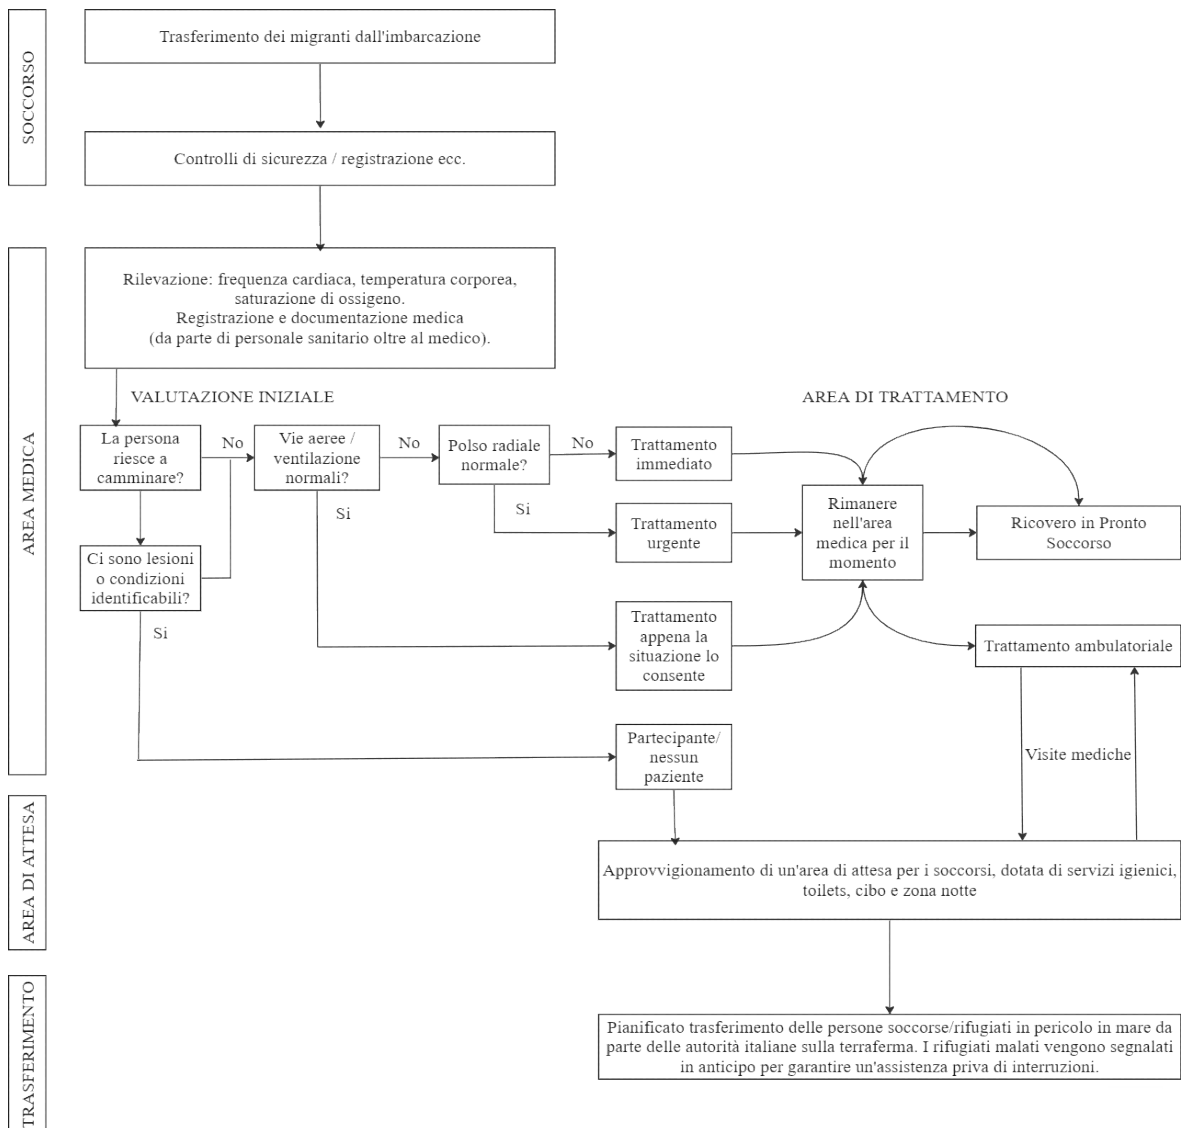 SOCCORSO
Trasferimento dei migranti dall'imbarcazione
Controlli di sicurezza / registrazione ecc.
AREA MEDICA
Rilevazione: frequenza cardiaca, temperatura corporea,
saturazione di ossigeno.
Registrazione e documentazione medica
(da parte di personale sanitario oltre al medico).
VALUTAZIONE INIZIALE
AREA DI TRATTAMENTO
La persona
riesce a
camminare?
No
Vie aeree /
ventilazione
normali?
No
Polso radiale
normale?
No
Trattamento
immediato
Si
Si
Trattamento
urgente
Rimanere
nell'area
medica per il
momento
Ricovero in Pronto
Soccorso
Ci sono lesioni
o condizioni
identificabili?
Si
Trattamento
appena la
situazione lo
consente
Trattamento ambulatoriale
Partecipante/
nessun
paziente
Visite mediche
AREA DI ATTESA
Approvvigionamento di un'area di attesa per i soccorsi, dotata di servizi igienici,
toilets, cibo e zona notte
TRASFERIMENTO
Pianificato trasferimento delle persone soccorse/rifugiati in pericolo in mare da
parte delle autorità italiane sulla terraferma. I rifugiati malati vengono segnalati
in anticipo per garantire un'assistenza priva di interruzioni.